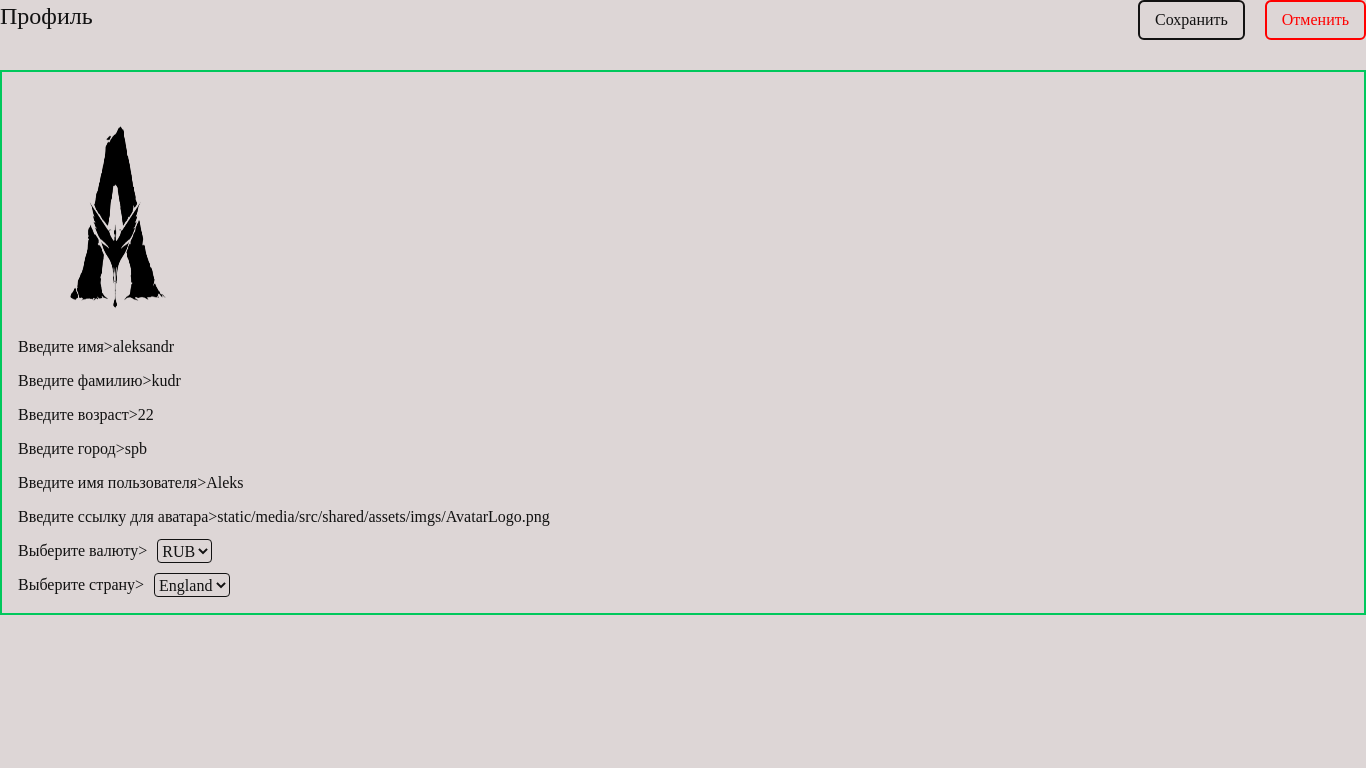 Профиль
Сохранить
Отменить
Введите имя>aleksandr
Введите фамилию>kudr
Введите возраст>22
Введите город>spb
Введите имя пользователя>Aleks
Введите ссылку для аватара>static/media/src/shared/assets/imgs/AvatarLogo.png
Выберите валюту> RUB
Выберите страну> England